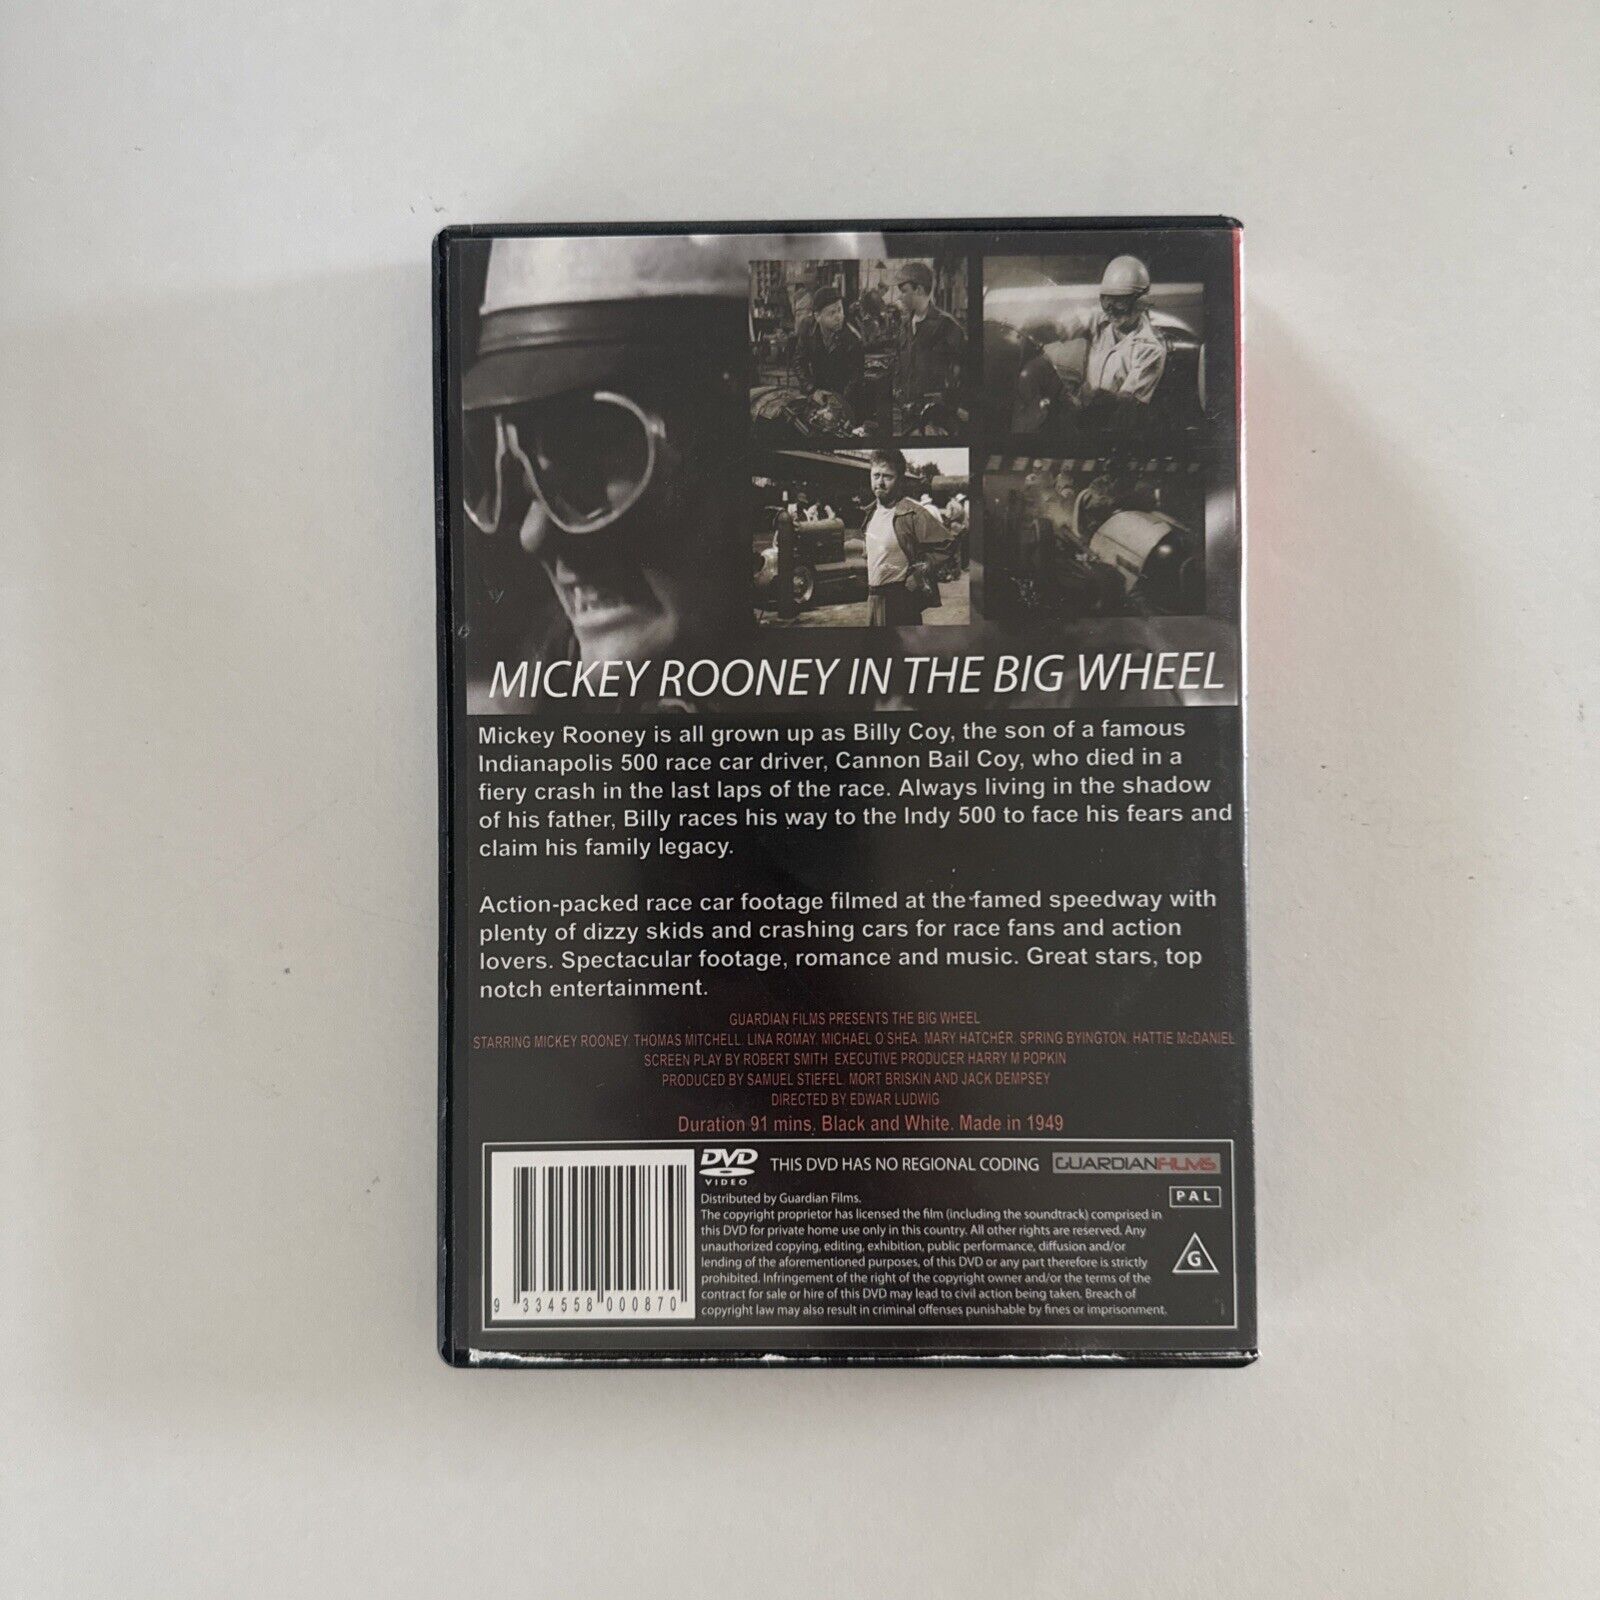 MICKEY ROONEY IN THE BIG WHEEL
Mickey Rooney is all grown up as Billy Coy, the son of a famous
Indianapolis 500 race car driver, Cannon Bail Coy, who died in a
fiery crash in the last laps of the race. Always living in the shadow
of his father, Billy races his way to the Indy 500 to face his fears and
claim his family legacy.
Action-packed race car footage filmed at the famed speedway with
plenty of dizzy skids and crashing cars for race fans and action
lovers. Spectacular footage, romance and music. Great stars, top
notch entertainment.
GUARDIAN FILMS PRESENTS THE BIG WHEEL
STARRING MICKEY ROONEY, THOMAS MITCHELL, LINA ROMAY, MICHAEL O'SHEA, MARY HATCHER, SPRING BYINGTON, HATTIE McDANIEL
SCREEN PLAY BY ROBERT SMITH, EXECUTIVE PRODUCER HARRY M POPKIN
PRODUCED BY SAMUEL STIEFEL, MORT BRISKIN AND JACK DEMPSEY
DIRECTED BY EDWAR LUDWIG
Duration 91 mins. Black and White. Made in 1949
DVD VIDEO
THIS DVD HAS NO REGIONAL CODING
GUARDIANFILMS
PAL
G
Distributed by Guardian Films.
The copyright proprietor has licensed the film (including the soundtrack) comprised in
this DVD for private home use only in this country. All other rights are reserved. Any
unauthorized copying, editing, exhibition, public performance, diffusion and/or
lending of the aforementioned purposes, of this DVD or any part therefore is strictly
prohibited. Infringement of the right of the copyright owner and/or the terms of the
contract for sale or hire of this DVD may lead to civil action being taken, Breach of
copyright law may also result in criminal offenses punishable by fines or imprisonment.
9 334558 000870